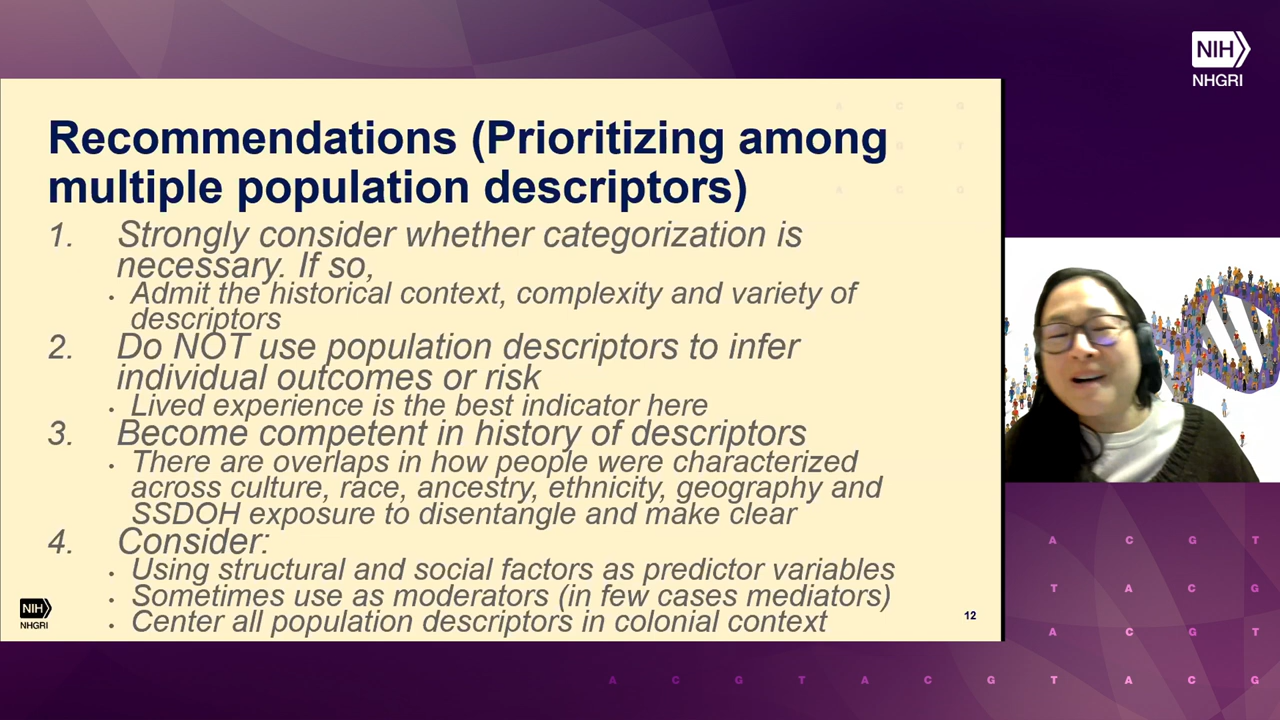 NIH
NHGRI
Recommendations (Prioritizing among
multiple population descriptors)
1. Strongly consider whether categorization is
necessary. If so,
• Admit the historical context, complexity and variety of
descriptors
2. Do NOT use population descriptors to infer
individual outcomes or risk
• Lived experience is the best indicator here
3. Become competent in history of descriptors
• There are overlaps in how people were characterized
across culture, race, ancestry, ethnicity, geography and
SSDOH exposure to disentangle and make clear
4. Consider:
• Using structural and social factors as predictor variables
• Sometimes use as moderators (in few cases mediators)
• Center all population descriptors in colonial context
NIH
NHGRI
12
A C G T
T A C G
A C G T
A C G T A C G T A C G